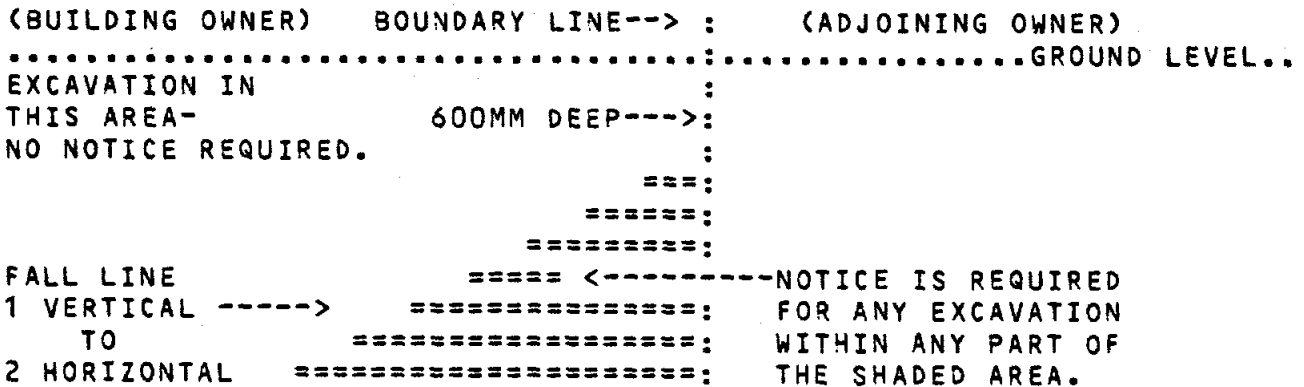 (BUILDING OWNER) BOUNDARY LINE--> : (ADJOINING OWNER)
.....................................:................GROUND LEVEL..
EXCAVATION IN :
THIS AREA- 600MM DEEP--->:
NO NOTICE REQUIRED. :
===:
======:
=========:
FALL LINE ===== <----------NOTICE IS REQUIRED
1 VERTICAL -----> ===============: FOR ANY EXCAVATION
TO ==================: WITHIN ANY PART OF
2 HORIZONTAL =====================: THE SHADED AREA.